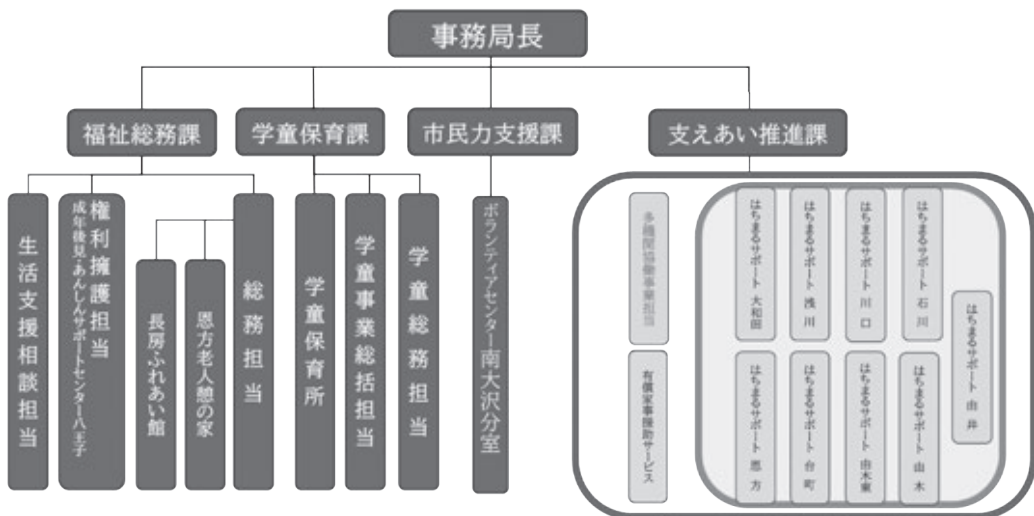 事務局長
福祉総務課
学童保育課
市民力支援課
支えあい推進課
生活支援相談担当
権利擁護担当
成年後見・あんしんサポートセンター八王子
長房ふれあい館
恩方老人憩の家
総務担当
学童保育所
学童事業総括担当
学童総務担当
ボランティアセンター南大沢分室
多機関協働事業担当
有償家事援助サービス
はちまるサポート 大和田
はちまるサポート 浅川
はちまるサポート 川口
はちまるサポート 石川
はちまるサポート 由井
はちまるサポート 恩方
はちまるサポート 台町
はちまるサポート 由木東
はちまるサポート 由木